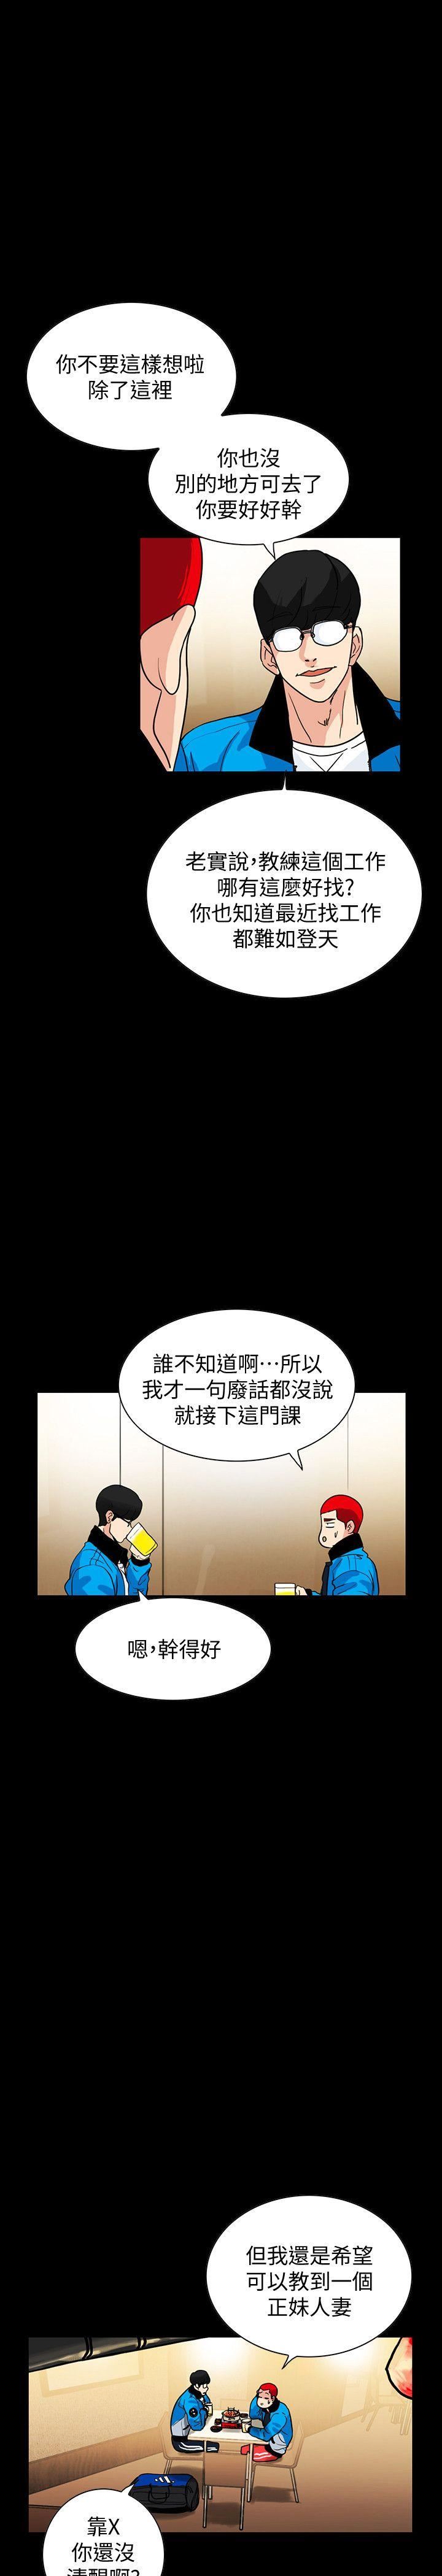 你不要這樣想啦
除了這裡
你也沒
別的地方可去了
你要好好幹
老實說，教練這個工作
哪有這麼好找？
你也知道最近找工作
都難如登天
誰不知道啊…所以
我才一句廢話都沒說
就接下這門課
嗯，幹得好
但我還是希望
可以教到一個
正妹人妻
靠X
你還沒
清醒啊？